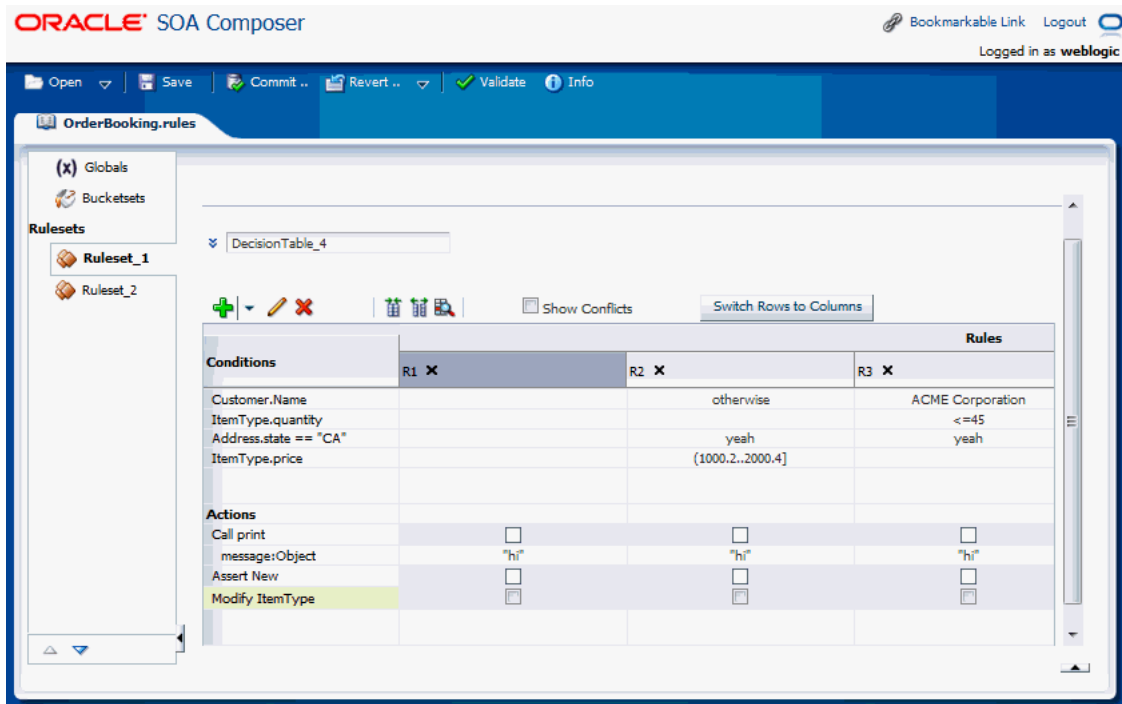 ORACLE SOA Composer
Bookmarkable Link Logout
Logged in as weblogic
Open Save Commit .. Revert .. Validate Info
OrderBooking.rules
(x) Globals
Bucketsets
Rulesets
Ruleset_1
Ruleset_2
DecisionTable_4
Show Conflicts Switch Rows to Columns
Rules
Conditions R1 R2 R3
Customer.Name otherwise ACME Corporation
ItemType.quantity <=45
Address.state == "CA" yeah yeah
ItemType.price (1000.2..2000.4]
Actions
Call print
message:Object "hi" "hi" "hi"
Assert New
Modify ItemType